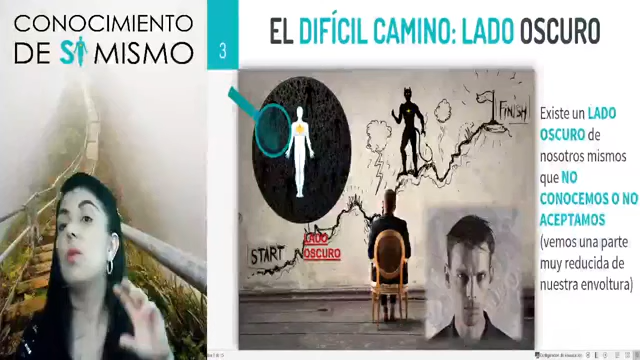 CONOCIMIENTO
DE SÍ MISMO
3
EL DIFÍCIL CAMINO: LADO OSCURO
START
LADO
OSCURO
FINISH
Existe un LADO
OSCURO de
nosotros mismos
que NO
CONOCEMOS O NO
ACEPTAMOS
(vemos una parte
muy reducida de
nuestra envoltura)